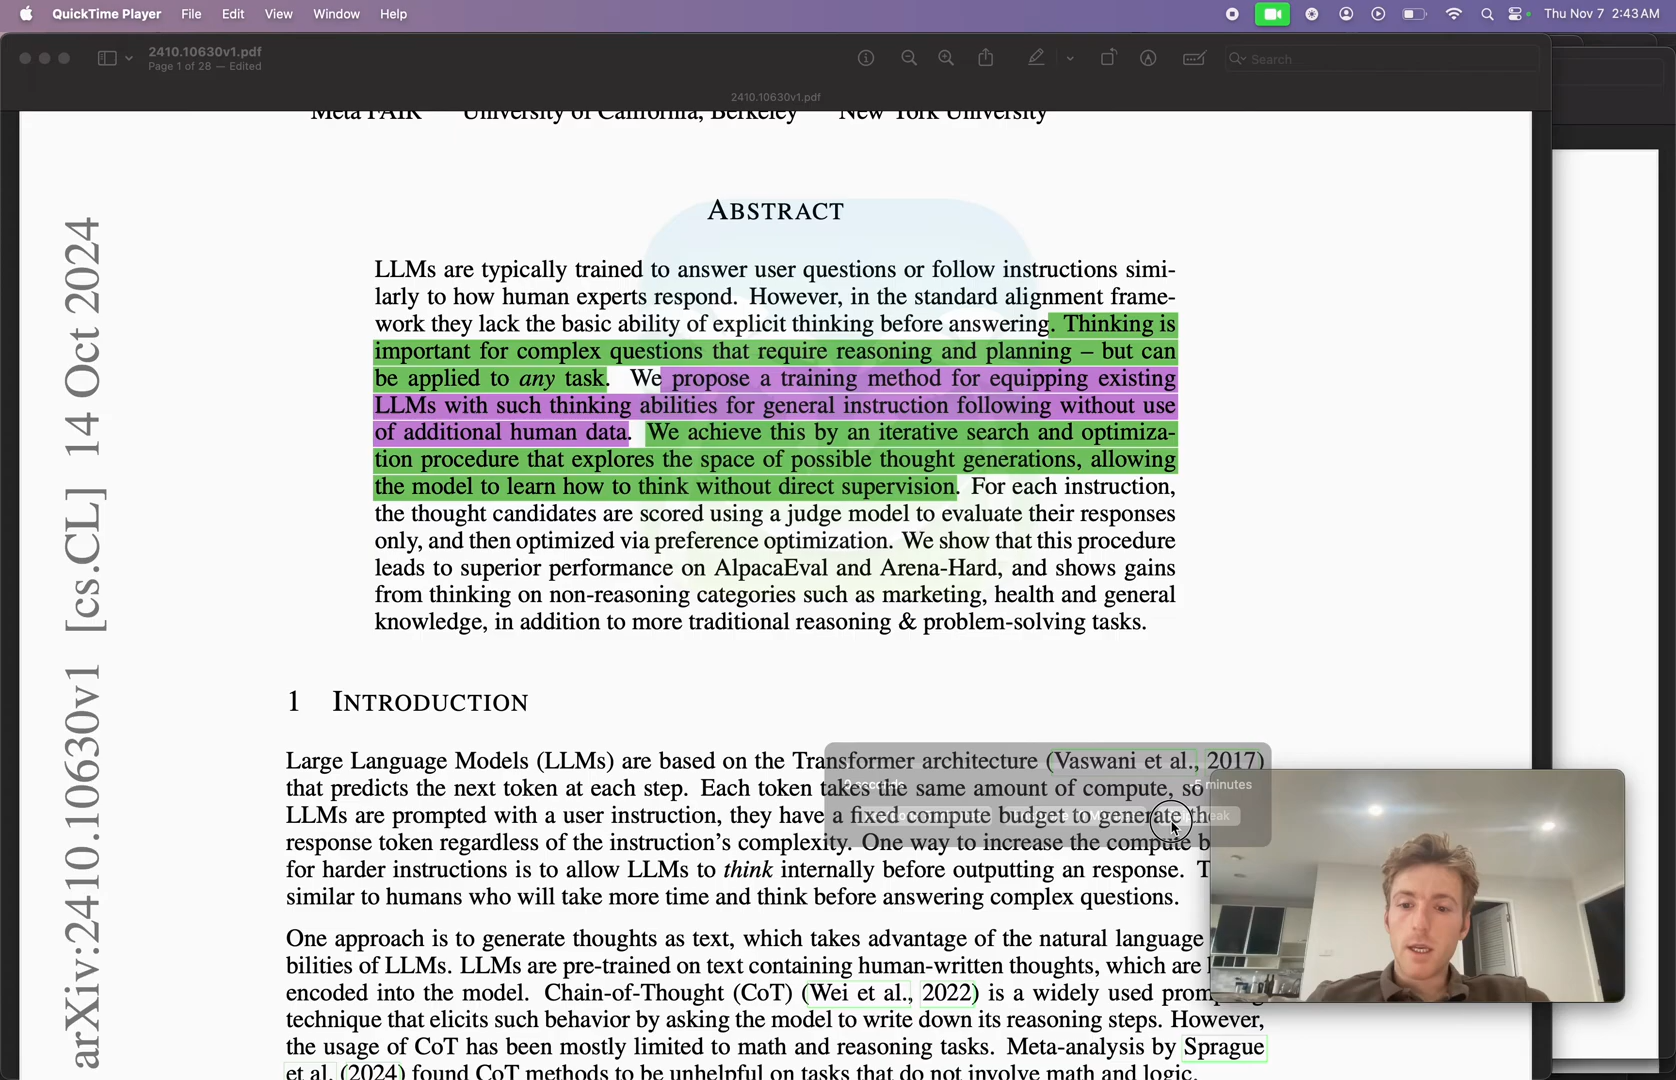 QuickTime Player File Edit View Window Help Thu Nov 7 2:43 AM
2410.10630v1.pdf
Page 1 of 28 — Edited
Search
2410.10630v1.pdf
Meta FAIR University of California, Berkeley New York University
ABSTRACT
LLMs are typically trained to answer user questions or follow instructions simi-
larly to how human experts respond. However, in the standard alignment frame-
work they lack the basic ability of explicit thinking before answering. Thinking is
important for complex questions that require reasoning and planning – but can
be applied to any task. We propose a training method for equipping existing
LLMs with such thinking abilities for general instruction following without use
of additional human data. We achieve this by an iterative search and optimiza-
tion procedure that explores the space of possible thought generations, allowing
the model to learn how to think without direct supervision. For each instruction,
the thought candidates are scored using a judge model to evaluate their responses
only, and then optimized via preference optimization. We show that this procedure
leads to superior performance on AlpacaEval and Arena-Hard, and shows gains
from thinking on non-reasoning categories such as marketing, health and general
knowledge, in addition to more traditional reasoning & problem-solving tasks.
arXiv:2410.10630v1 [cs.CL] 14 Oct 2024
1 INTRODUCTION
Large Language Models (LLMs) are based on the Transformer architecture (Vaswani et al., 2017)
that predicts the next token at each step. Each token takes the same amount of compute, so
LLMs are prompted with a user instruction, they have a fixed compute budget to generate th
response token regardless of the instruction's complexity. One way to increase the compute b
for harder instructions is to allow LLMs to think internally before outputting an response. T
similar to humans who will take more time and think before answering complex questions.
One approach is to generate thoughts as text, which takes advantage of the natural language
bilities of LLMs. LLMs are pre-trained on text containing human-written thoughts, which are
encoded into the model. Chain-of-Thought (CoT) (Wei et al., 2022) is a widely used prom
technique that elicits such behavior by asking the model to write down its reasoning steps. However,
the usage of CoT has been mostly limited to math and reasoning tasks. Meta-analysis by Sprague
et al. (2024) found CoT methods to be unhelpful on tasks that do not involve math and logic.
minutes